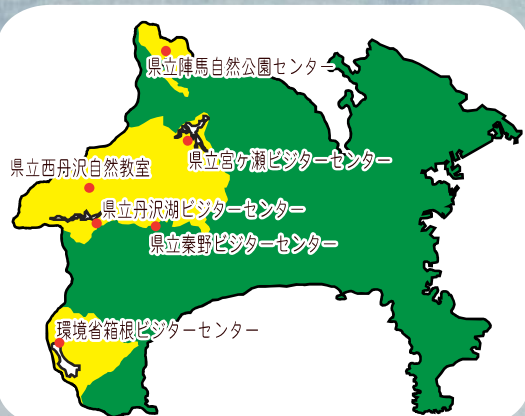 県立陣馬自然公園センター
県立宮ケ瀬ビジターセンター
県立西丹沢自然教室
県立丹沢湖ビジターセンター
県立秦野ビジターセンター
環境省箱根ビジターセンター